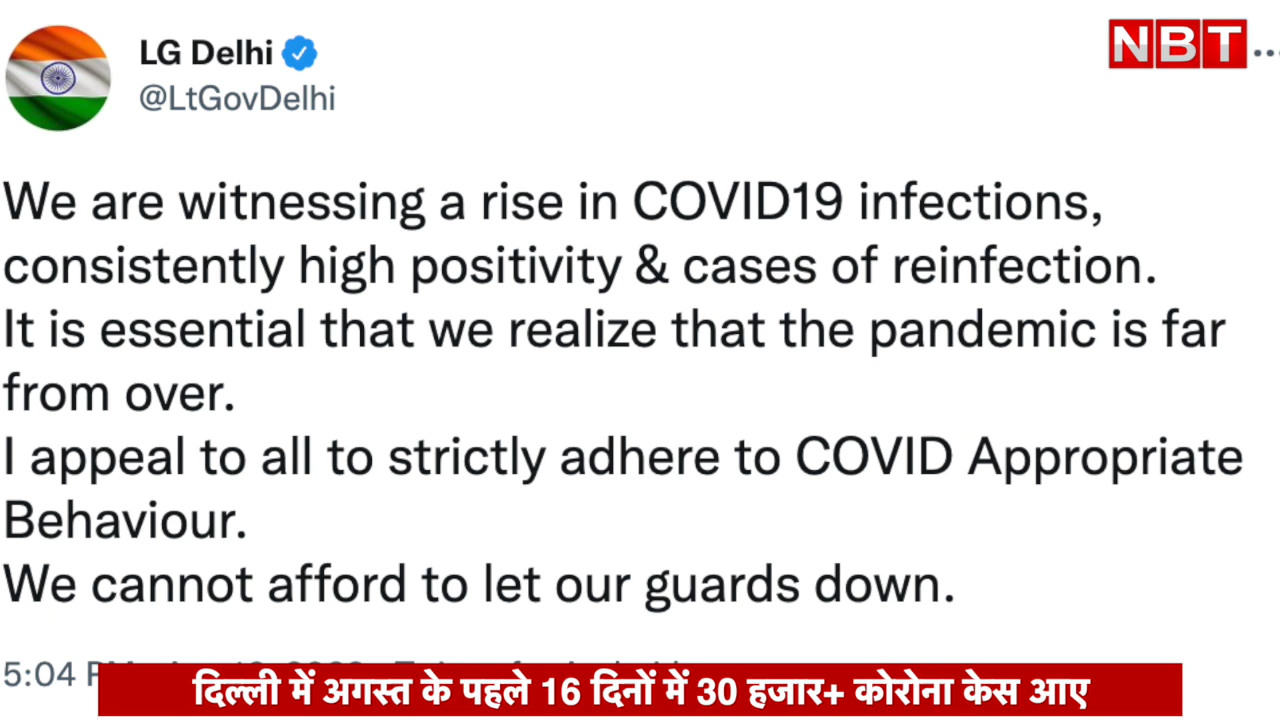 LG Delhi
@LtGovDelhi
NBT
We are witnessing a rise in COVID19 infections,
consistently high positivity & cases of reinfection.
It is essential that we realize that the pandemic is far
from over.
I appeal to all to strictly adhere to COVID Appropriate
Behaviour.
We cannot afford to let our guards down.
5:04
दिल्ली में अगस्त के पहले 16 दिनों में 30 हजार+ कोरोना केस आए